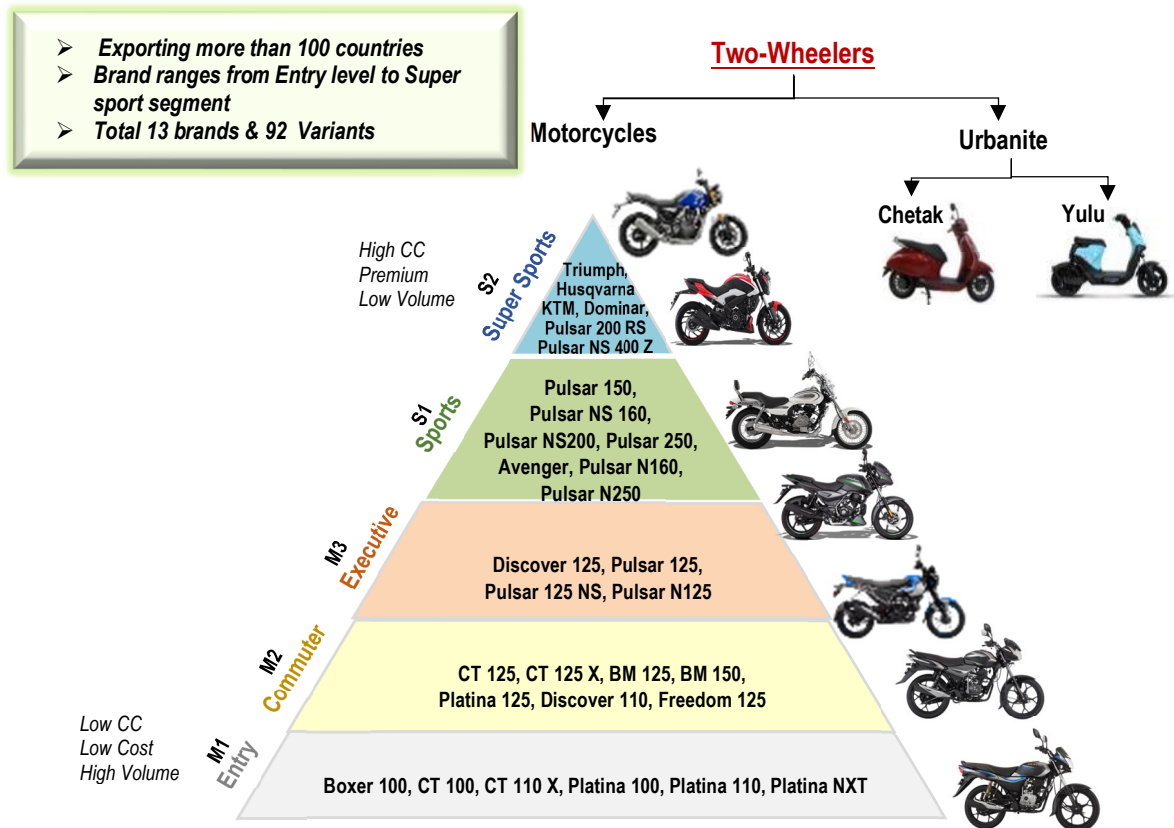 Exporting more than 100 countries
Brand ranges from Entry level to Super
sport segment
Total 13 brands & 92 Variants
Two-Wheelers
Motorcycles
Urbanite
Chetak
Yulu
High CC
Premium
Low Volume
S2
Super Sports
Triumph,
Husqvarna
KTM, Dominar,
Pulsar 200 RS
Pulsar NS 400 Z
S1
Sports
Pulsar 150,
Pulsar NS 160,
Pulsar NS200, Pulsar 250,
Avenger, Pulsar N160,
Pulsar N250
M3
Executive
Discover 125, Pulsar 125,
Pulsar 125 NS, Pulsar N125
M2
Commuter
CT 125, CT 125 X, BM 125, BM 150,
Platina 125, Discover 110, Freedom 125
Low CC
Low Cost
High Volume
M1
Entry
Boxer 100, CT 100, CT 110 X, Platina 100, Platina 110, Platina NXT